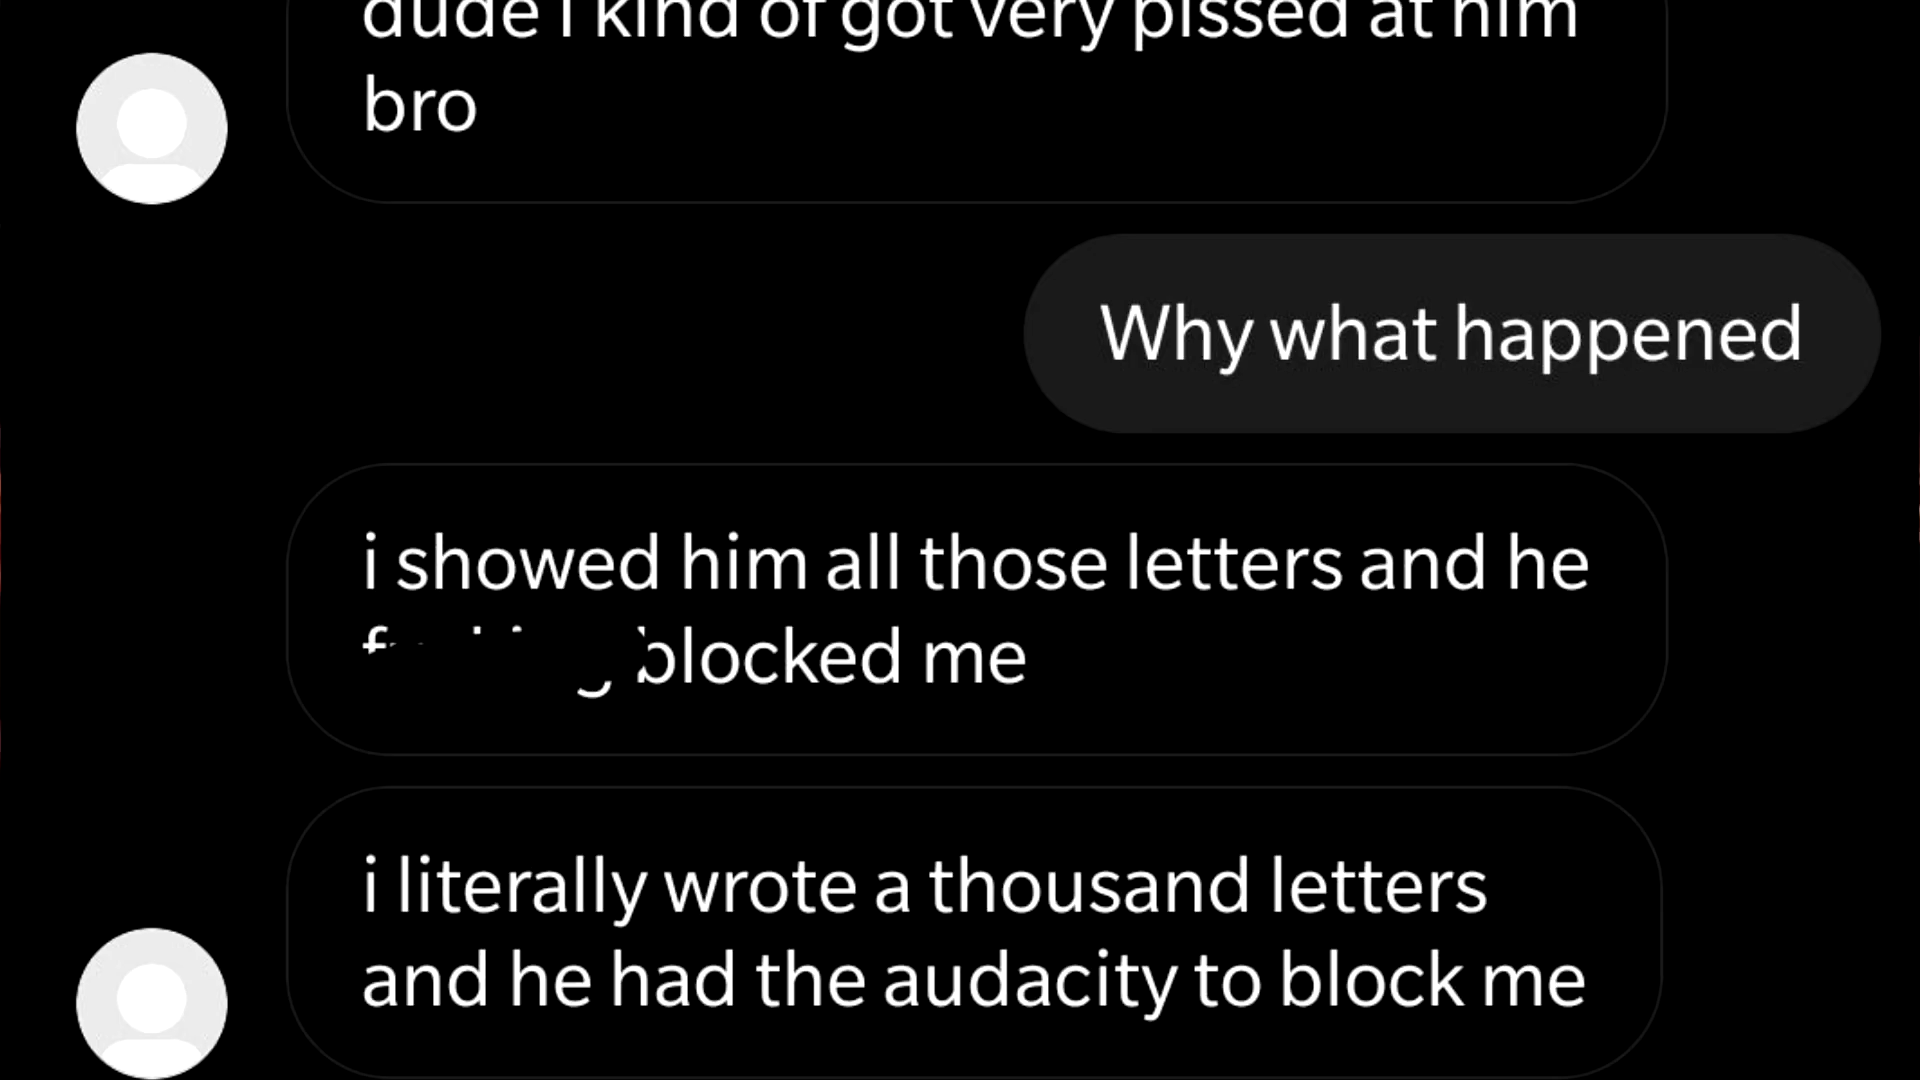 dude i kind of got very pissed at him
bro
Why what happened
i showed him all those letters and he
blocked me
i literally wrote a thousand letters
and he had the audacity to block me